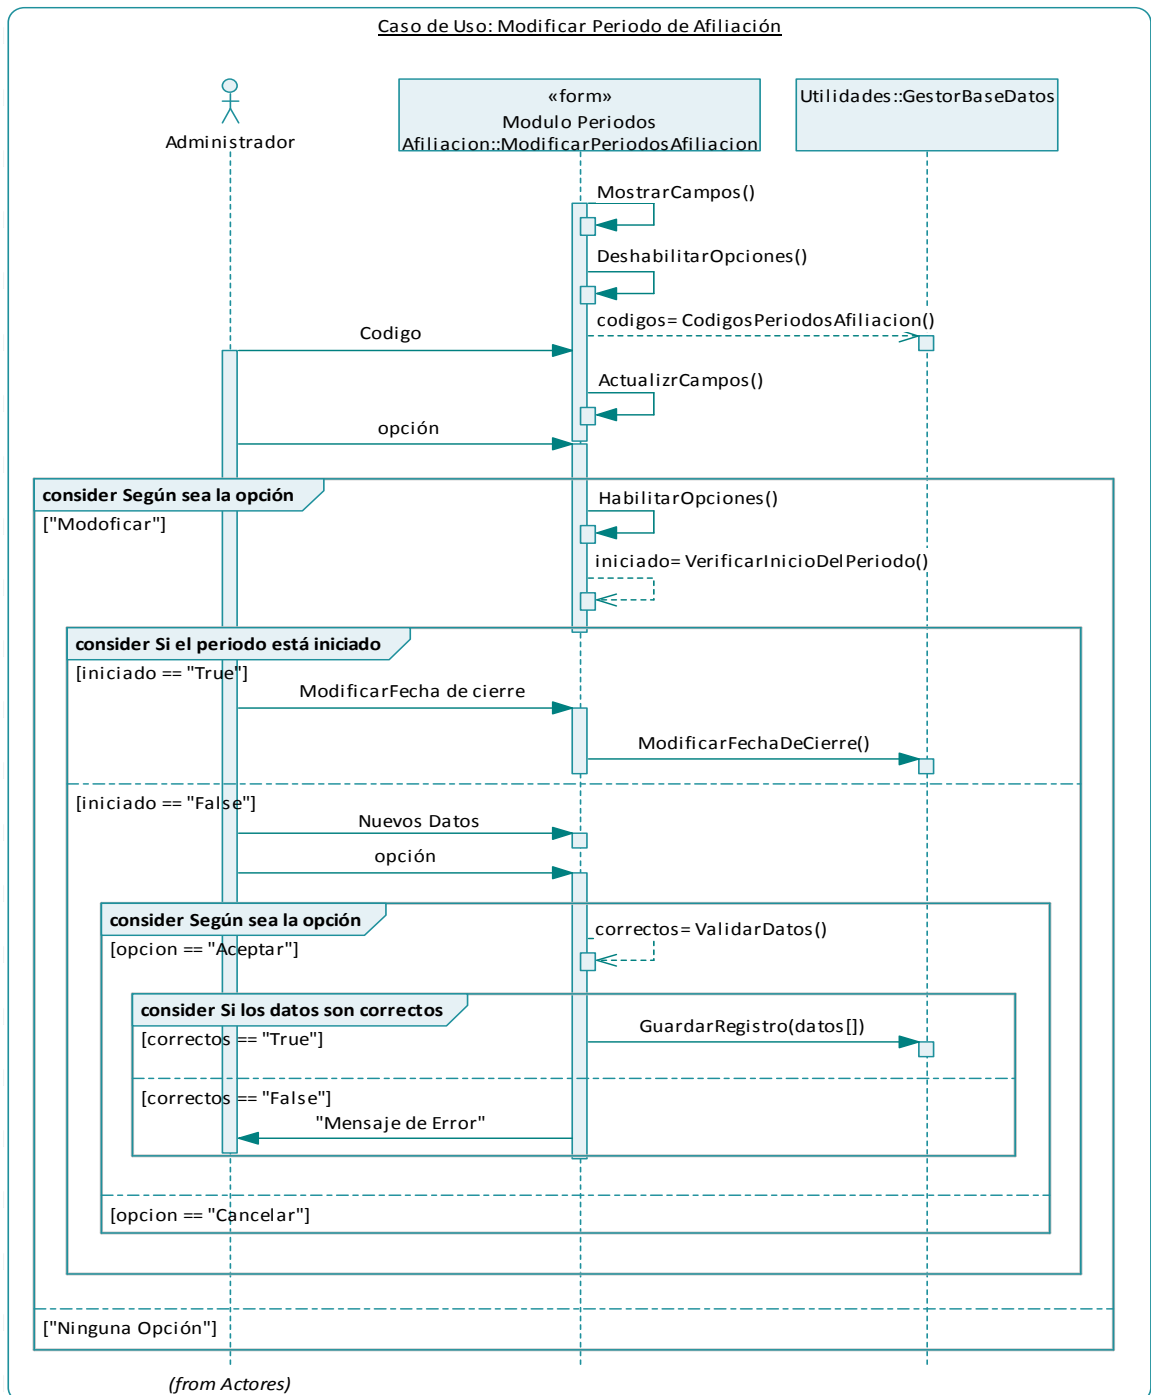 Caso de Uso: Modificar Periodo de Afiliación
Administrador
«form»
Modulo Periodos
Afiliacion::ModificarPeriodosAfiliacion
Utilidades::GestorBaseDatos
MostrarCampos()
DeshabilitarOpciones()
codigos= CodigosPeriodosAfiliacion()
Codigo
ActualizrCampos()
opción
consider Según sea la opción
["Modoficar"]
HabilitarOpciones()
iniciado= VerificarInicioDelPeriodo()
consider Si el periodo está iniciado
[iniciado == "True"]
ModificarFecha de cierre
ModificarFechaDeCierre()
[iniciado == "False"]
Nuevos Datos
opción
consider Según sea la opción
[opcion == "Aceptar"]
correctos= ValidarDatos()
consider Si los datos son correctos
[correctos == "True"]
GuardarRegistro(datos[])
[correctos == "False"]
"Mensaje de Error"
[opcion == "Cancelar"]
["Ninguna Opción"]
(from Actores)